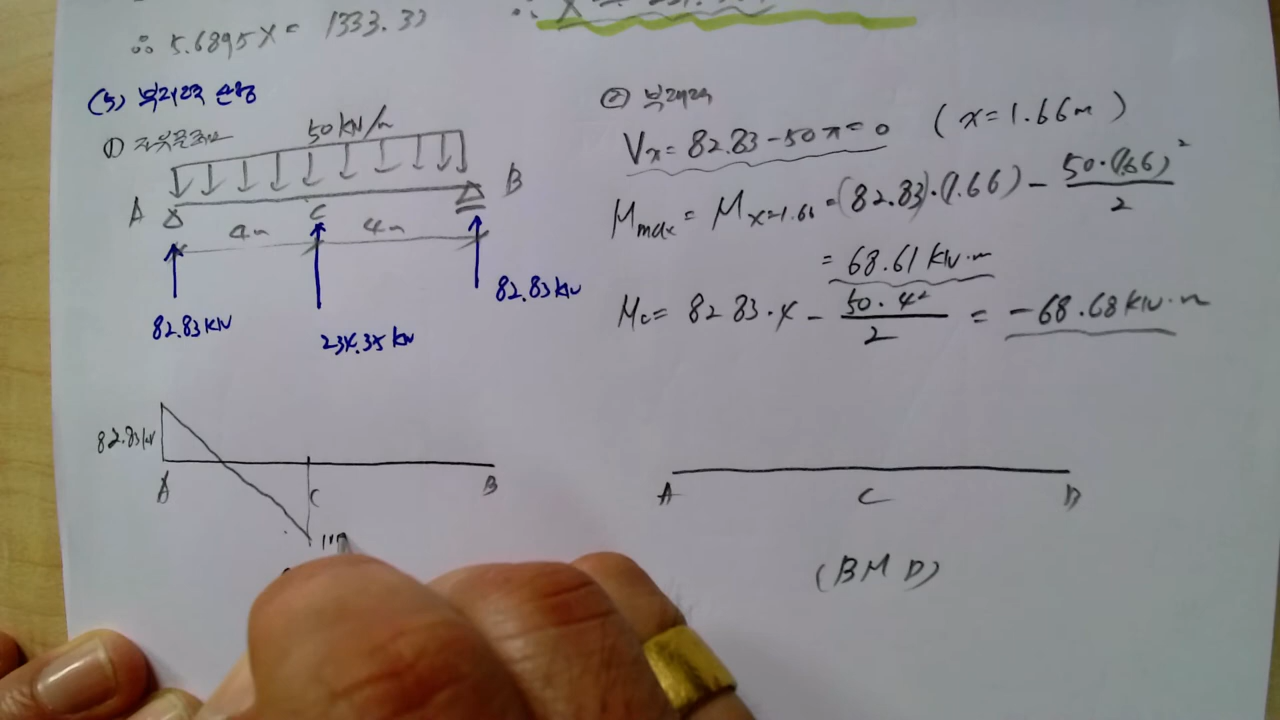 ∴ 5.6895X = 1333.33
∴ X =
(5) 부재력 산정
① 자유물체도
50 kN/m
A
B
C
4m
4m
82.83 kN
234.35 kN
82.83 kN
② 부재력
Vx = 82.83 - 50x = 0 (x = 1.66m)
Mmax = Mx=1.66 = (82.83)·(1.66) - 50·(1.66)²/2
= 68.61 kN·m
Mc = 82.83·4 - 50·4²/2 = -68.68 kN·m
82.83kN
A
C
B
A
C
B
(BMD)